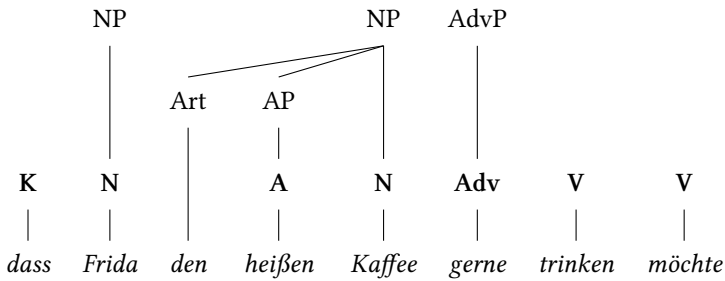 NP NP AdvP
Art AP
K N A N Adv V V
dass Frida den heißen Kaffee gerne trinken möchte